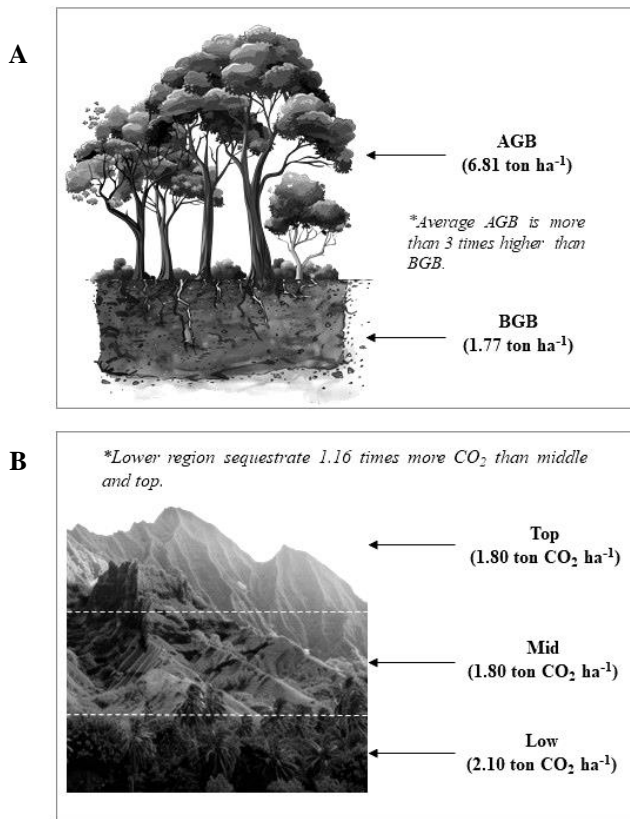 A
AGB
(6.81 ton ha⁻¹)
*Average AGB is more
than 3 times higher than
BGB.
BGB
(1.77 ton ha⁻¹)
B
*Lower region sequestrate 1.16 times more CO₂ than middle
and top.
Top
(1.80 ton CO₂ ha⁻¹)
Mid
(1.80 ton CO₂ ha⁻¹)
Low
(2.10 ton CO₂ ha⁻¹)